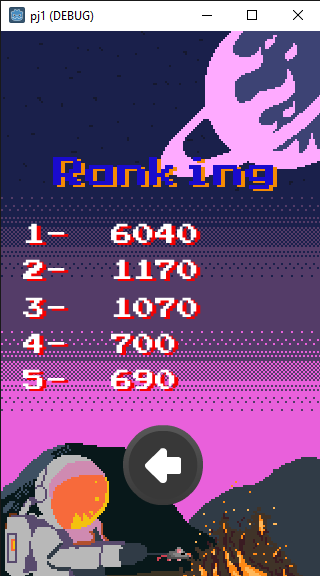 pj1 (DEBUG)
Ranking
1- 6040
2- 1170
3- 1070
4- 700
5- 690